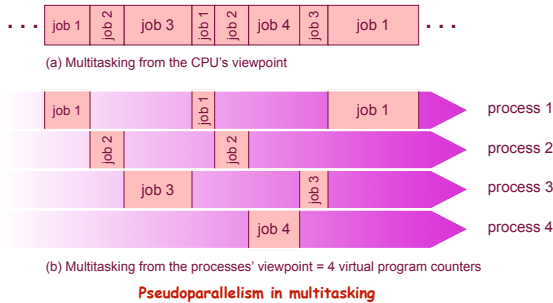 ... job 1 job 2 job 3 job 1 job 2 job 4 job 3 job 1 ...
(a) Multitasking from the CPU's viewpoint
job 1 job 1 job 1 process 1
job 2 job 2 process 2
job 3 job 3 process 3
job 4 process 4
(b) Multitasking from the processes' viewpoint = 4 virtual program counters
Pseudoparallelism in multitasking